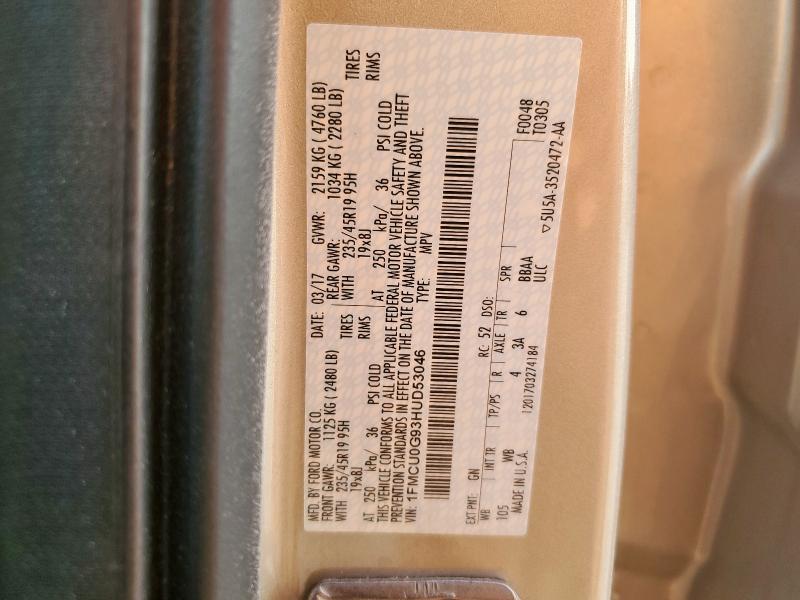 MFD. BY FORD MOTOR CO.
DATE: 03/17 GVWR: 2159 KG ( 4760 LB)
FRONT GAWR: 1125 KG ( 2480 LB) REAR GAWR: 1034 KG ( 2280 LB)
WITH 235/45R19 95H TIRES WITH 235/45R19 95H TIRES
19x8J RIMS 19x8J RIMS
AT 250 kPa/ 36 PSI COLD AT 250 kPa/ 36 PSI COLD
THIS VEHICLE CONFORMS TO ALL APPLICABLE FEDERAL MOTOR VEHICLE SAFETY AND THEFT
PREVENTION STANDARDS IN EFFECT ON THE DATE OF MANUFACTURE SHOWN ABOVE.
VIN: 1FMCU0G93HUD53046 TYPE: MPV
EXT PNT: GN RC: 52 DSO: F0048
T0305
WB INT TR TP/PS R AXLE TR SPR
105 WB 4 3A 6 BBAA
ULC
MADE IN U.S.A. 1201703274184 ▽5U5A-3520472-AA